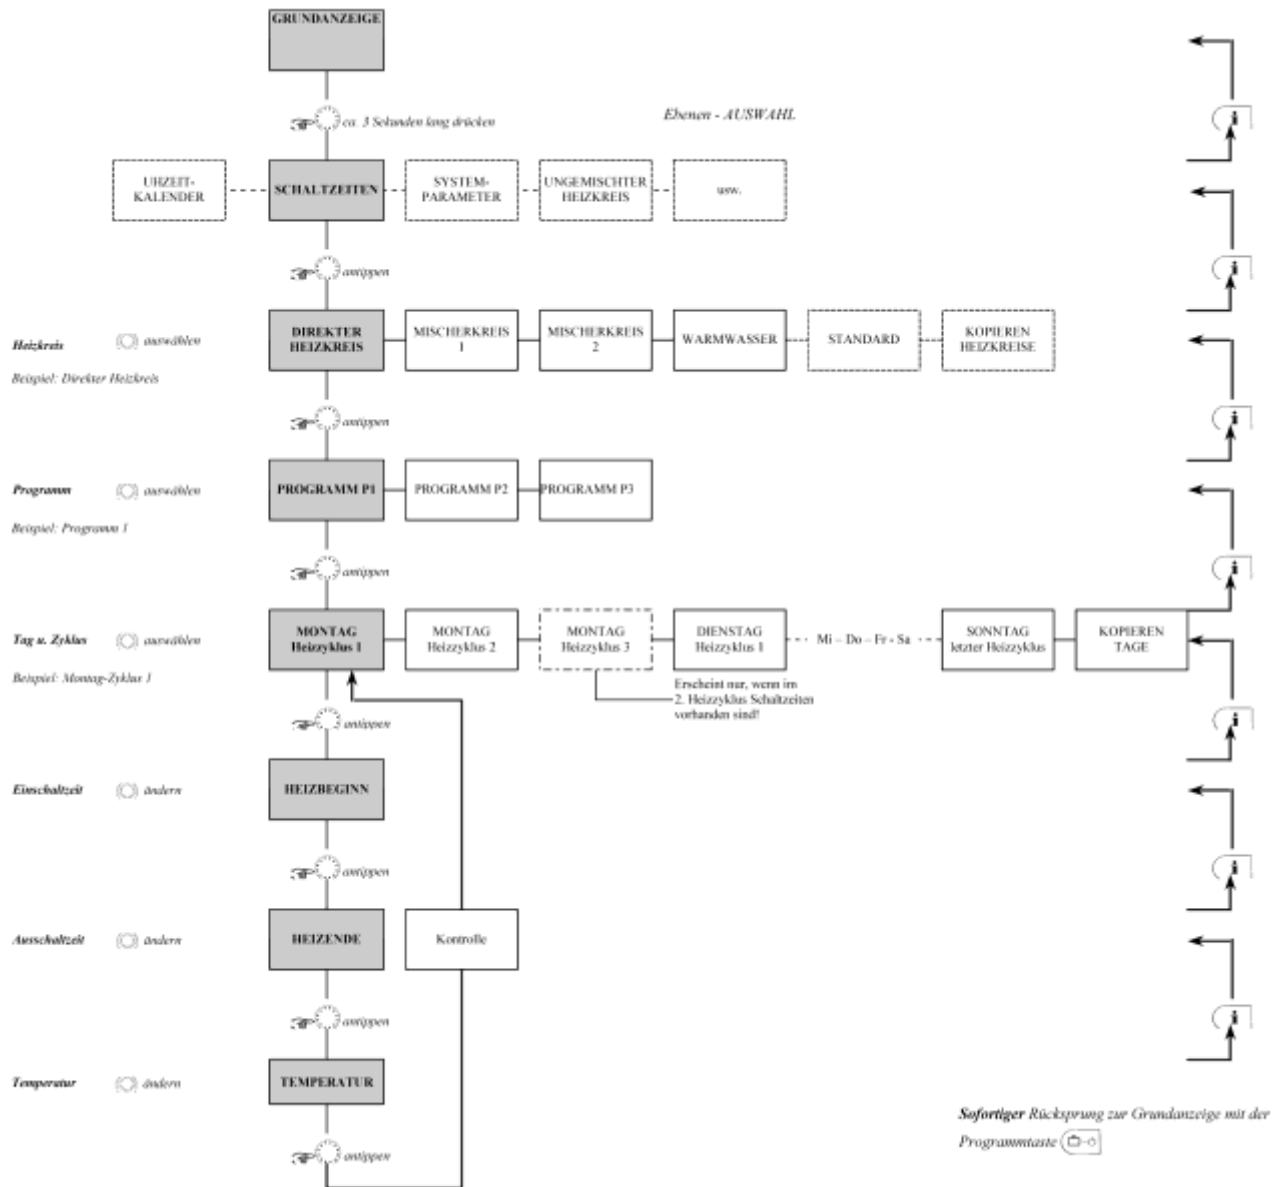 GRUNDANZEIGE
ca. 3 Sekunden lang drücken
Ebenen - AUSWAHL
i
UHZEIT-
KALENDER
SCHALTZEITEN
SYSTEM-
PARAMETER
UNGEMISCHTER
HEIZKREIS
usw.
antippen
i
Heizkreis
auswählen
Beispiel: Direkter Heizkreis
DIREKTER
HEIZKREIS
MISCHERKREIS
1
MISCHERKREIS
2
WARMWASSER
STANDARD
KOPIEREN
HEIZKREISE
antippen
i
Programm
auswählen
Beispiel: Programm 1
PROGRAMM P1
PROGRAMM P2
PROGRAMM P3
antippen
i
Tag u. Zyklus
auswählen
Beispiel: Montag-Zyklus 1
MONTAG
Heizzyklus 1
MONTAG
Heizzyklus 2
MONTAG
Heizzyklus 3
DIENSTAG
Heizzyklus 1
Mi – Do – Fr - Sa
SONNTAG
letzter Heizzyklus
KOPIEREN
TAGE
Erscheint nur, wenn im
2. Heizzyklus Schaltzeiten
vorhanden sind!
antippen
i
Einschaltzeit
ändern
HEIZBEGINN
antippen
i
Ausschaltzeit
ändern
HEIZENDE
Kontrolle
antippen
i
Temperatur
ändern
TEMPERATUR
antippen
Sofortiger Rücksprung zur Grundanzeige mit der
Programmtaste